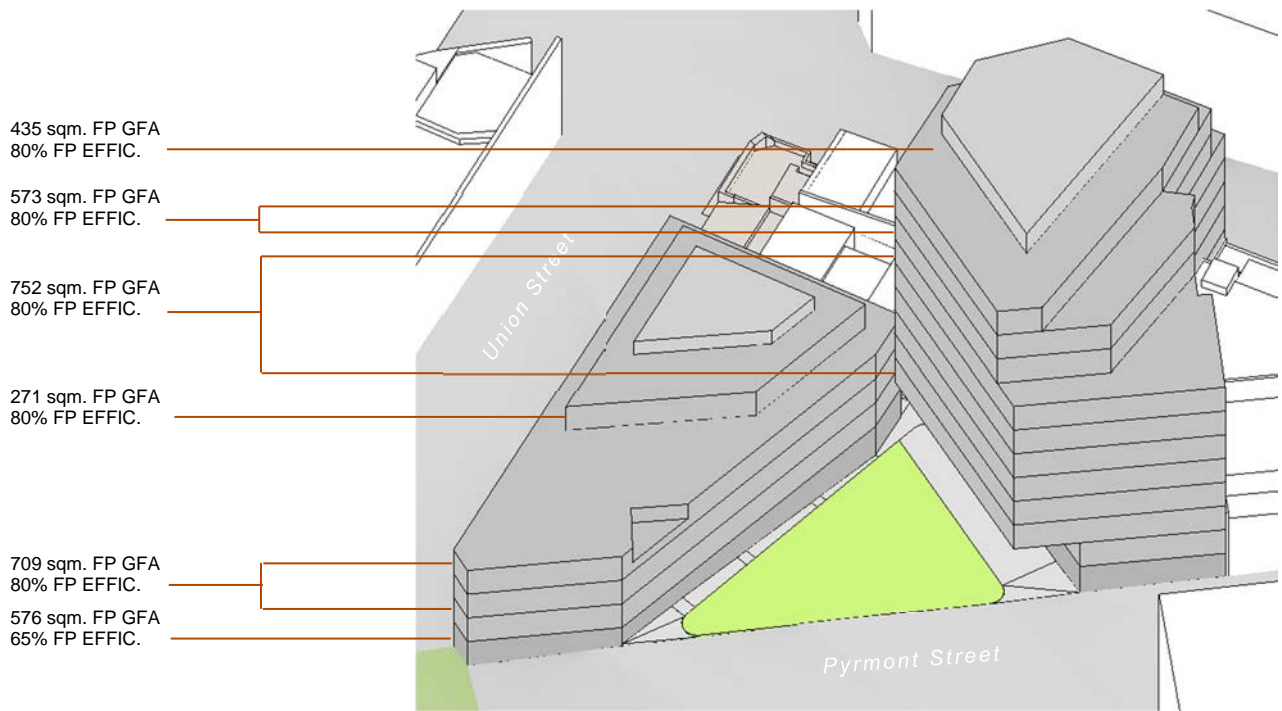 435 sqm. FP GFA
80% FP EFFIC.
573 sqm. FP GFA
80% FP EFFIC.
752 sqm. FP GFA
80% FP EFFIC.
271 sqm. FP GFA
80% FP EFFIC.
709 sqm. FP GFA
80% FP EFFIC.
576 sqm. FP GFA
65% FP EFFIC.
Union Street
Pyrmont Street